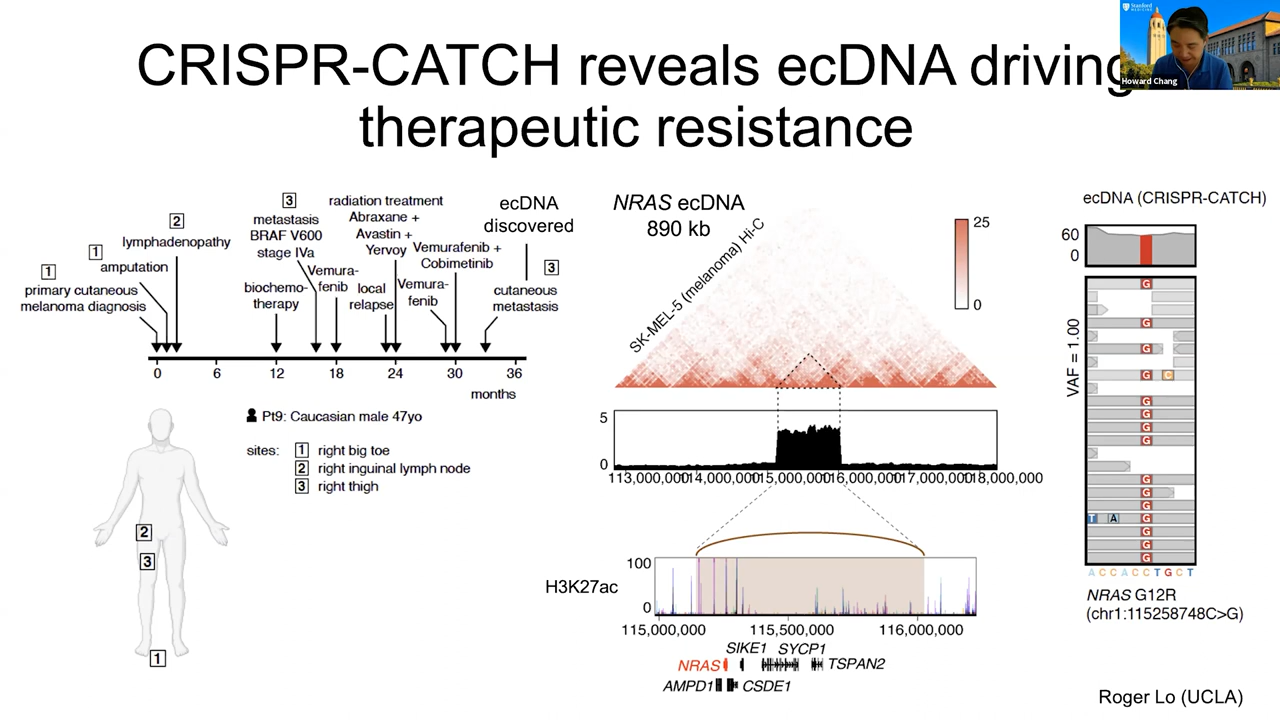 CRISPR-CATCH reveals ecDNA driving
therapeutic resistance
Stanford
MEDICINE
Howard Chang
1
primary cutaneous
melanoma diagnosis
1
amputation
2
lymphadenopathy
3
metastasis
BRAF V600
stage IVa
biochemo-
therapy
Vemura-
fenib
radiation treatment
Abraxane +
Avastin +
Yervoy
local
relapse
Vemura-
fenib
Vemurafenib +
Cobimetinib
ecDNA
discovered
3
cutaneous
metastasis
0 6 12 18 24 30 36
months
Pt9: Caucasian male 47yo
sites: 1 right big toe
2 right inguinal lymph node
3 right thigh
2
3
1
NRAS ecDNA
890 kb
SK-MEL-5 (melanoma) Hi-C
25
0
5
0
113,000,000 114,000,000 115,000,000 116,000,000 117,000,000 118,000,000
H3K27ac
100
0
115,000,000 115,500,000 116,000,000
SIKE1 SYCP1
NRAS TSPAN2
AMPD1 CSDE1
ecDNA (CRISPR-CATCH)
60
0
VAF = 1.00
G
G
G
G C
G
G
G
G
G
G
T A G
G
G
G
A C C A C C T G C T
NRAS G12R
(chr1:115258748C>G)
Roger Lo (UCLA)